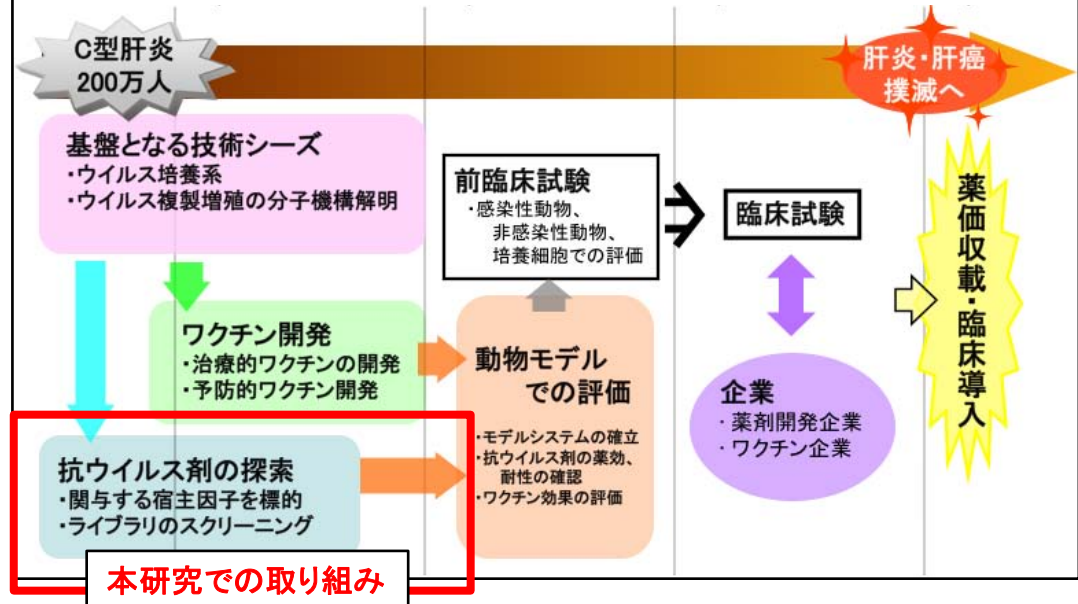 C型肝炎
200万人
肝炎・肝癌
撲滅へ
基盤となる技術シーズ
・ウイルス培養系
・ウイルス複製増殖の分子機構解明
前臨床試験
・感染性動物、
非感染性動物、
培養細胞での評価
臨床試験
薬価収載・臨床導入
ワクチン開発
・治療的ワクチンの開発
・予防的ワクチン開発
動物モデル
での評価
・モデルシステムの確立
・抗ウイルス剤の薬効、
耐性の確認
・ワクチン効果の評価
企業
・薬剤開発企業
・ワクチン企業
抗ウイルス剤の探索
・関与する宿主因子を標的
・ライブラリのスクリーニング
本研究での取り組み